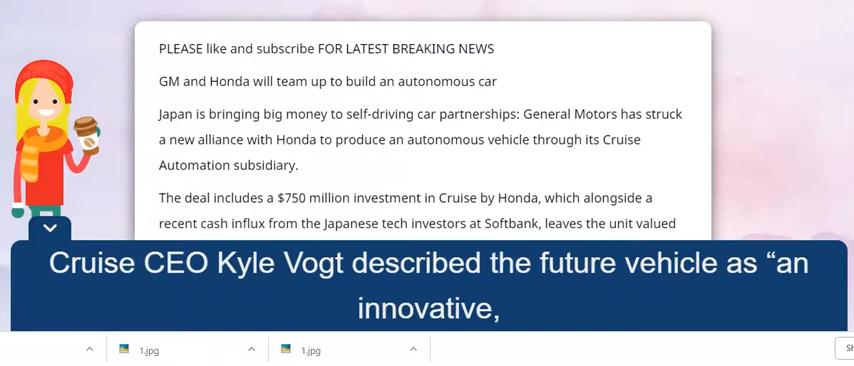 PLEASE like and subscribe FOR LATEST BREAKING NEWS
GM and Honda will team up to build an autonomous car
Japan is bringing big money to self-driving car partnerships: General Motors has struck
a new alliance with Honda to produce an autonomous vehicle through its Cruise
Automation subsidiary.
The deal includes a $750 million investment in Cruise by Honda, which alongside a
recent cash influx from the Japanese tech investors at Softbank, leaves the unit valued
Cruise CEO Kyle Vogt described the future vehicle as “an
innovative,
1.jpg
1.jpg